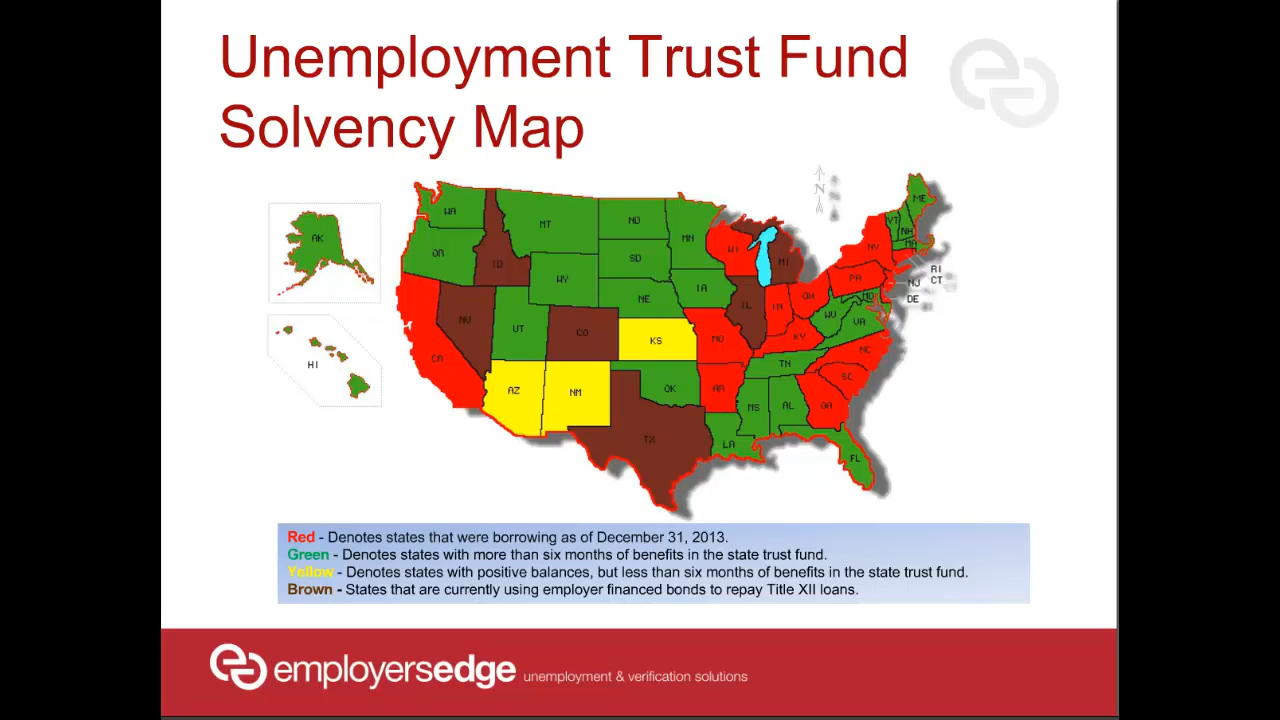 Unemployment Trust Fund
Solvency Map
N
ME
WA
VT
NH
ND
MT
MN
MA
AK
NY
WI
OR
SD
MI
ID
RI
WY
PA
CT
NJ
IA
OH
MD
NE
DE
IL
IN
WV
NV
VA
UT
CO
KS
MO
KY
NC
CA
HI
TN
SC
AZ
NM
OK
AR
MS
AL
GA
TX
LA
FL
Red - Denotes states that were borrowing as of December 31, 2013.
Green - Denotes states with more than six months of benefits in the state trust fund.
Yellow - Denotes states with positive balances, but less than six months of benefits in the state trust fund.
Brown - States that are currently using employer financed bonds to repay Title XII loans.
employersedge unemployment & verification solutions